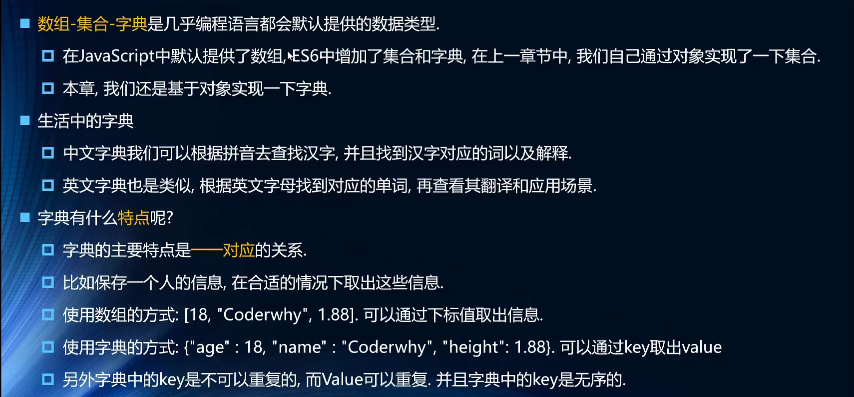 数组-集合-字典是几乎编程语言都会默认提供的数据类型.
在JavaScript中默认提供了数组, ES6中增加了集合和字典, 在上一章节中, 我们自己通过对象实现了一下集合.
本章, 我们还是基于对象实现一下字典.
生活中的字典
中文字典我们可以根据拼音去查找汉字, 并且找到汉字对应的词以及解释.
英文字典也是类似, 根据英文字母找到对应的单词, 再查看其翻译和应用场景.
字典有什么特点呢?
字典的主要特点是一一对应的关系.
比如保存一个人的信息, 在合适的情况下取出这些信息.
使用数组的方式: [18, "Coderwhy", 1.88]. 可以通过下标值取出信息.
使用字典的方式: {"age" : 18, "name" : "Coderwhy", "height": 1.88}. 可以通过key取出value
另外字典中的key是不可以重复的, 而Value可以重复. 并且字典中的key是无序的.